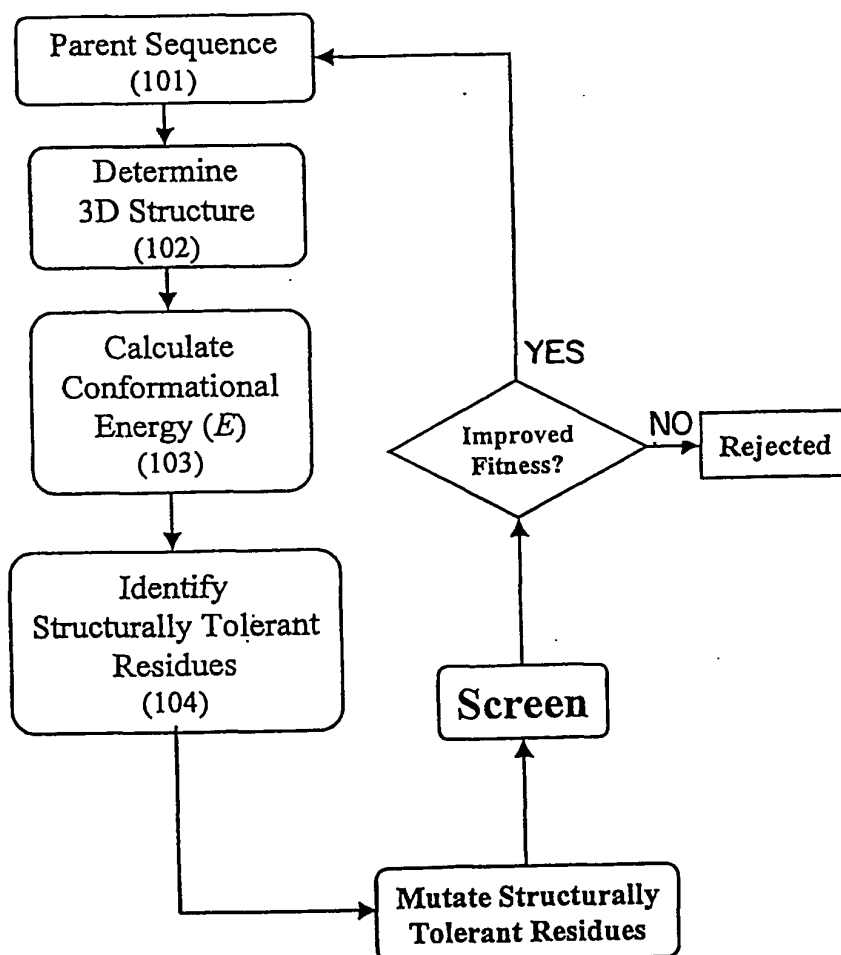 Parent Sequence
(101)
Determine
3D Structure
(102)
Calculate
Conformational
Energy (E)
(103)
Identify
Structurally Tolerant
Residues
(104)
Mutate Structurally
Tolerant Residues
Screen
Improved
Fitness?
YES
NO
Rejected